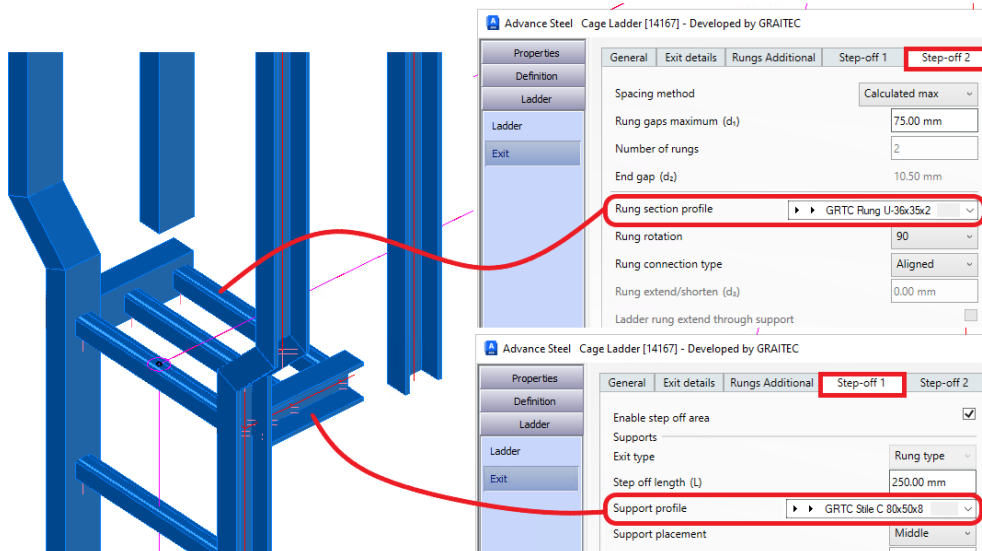 Advance Steel Cage Ladder [14167] - Developed by GRAITEC
Properties
Definition
Ladder
Ladder
Exit
General Exit details Rungs Additional Step-off 1 Step-off 2
Spacing method Calculated max
Rung gaps maximum (d₁) 75.00 mm
Number of rungs 2
End gap (d₂) 10.50 mm
Rung section profile GRTC Rung U-36x35x2
Rung rotation 90
Rung connection type Aligned
Rung extend/shorten (d₃) 0.00 mm
Ladder rung extend through support
Advance Steel Cage Ladder [14167] - Developed by GRAITEC
Properties
Definition
Ladder
Ladder
Exit
General Exit details Rungs Additional Step-off 1 Step-off 2
Enable step off area
Supports
Exit type Rung type
Step off length (L) 250.00 mm
Support profile GRTC Stile C 80x50x8
Support placement Middle